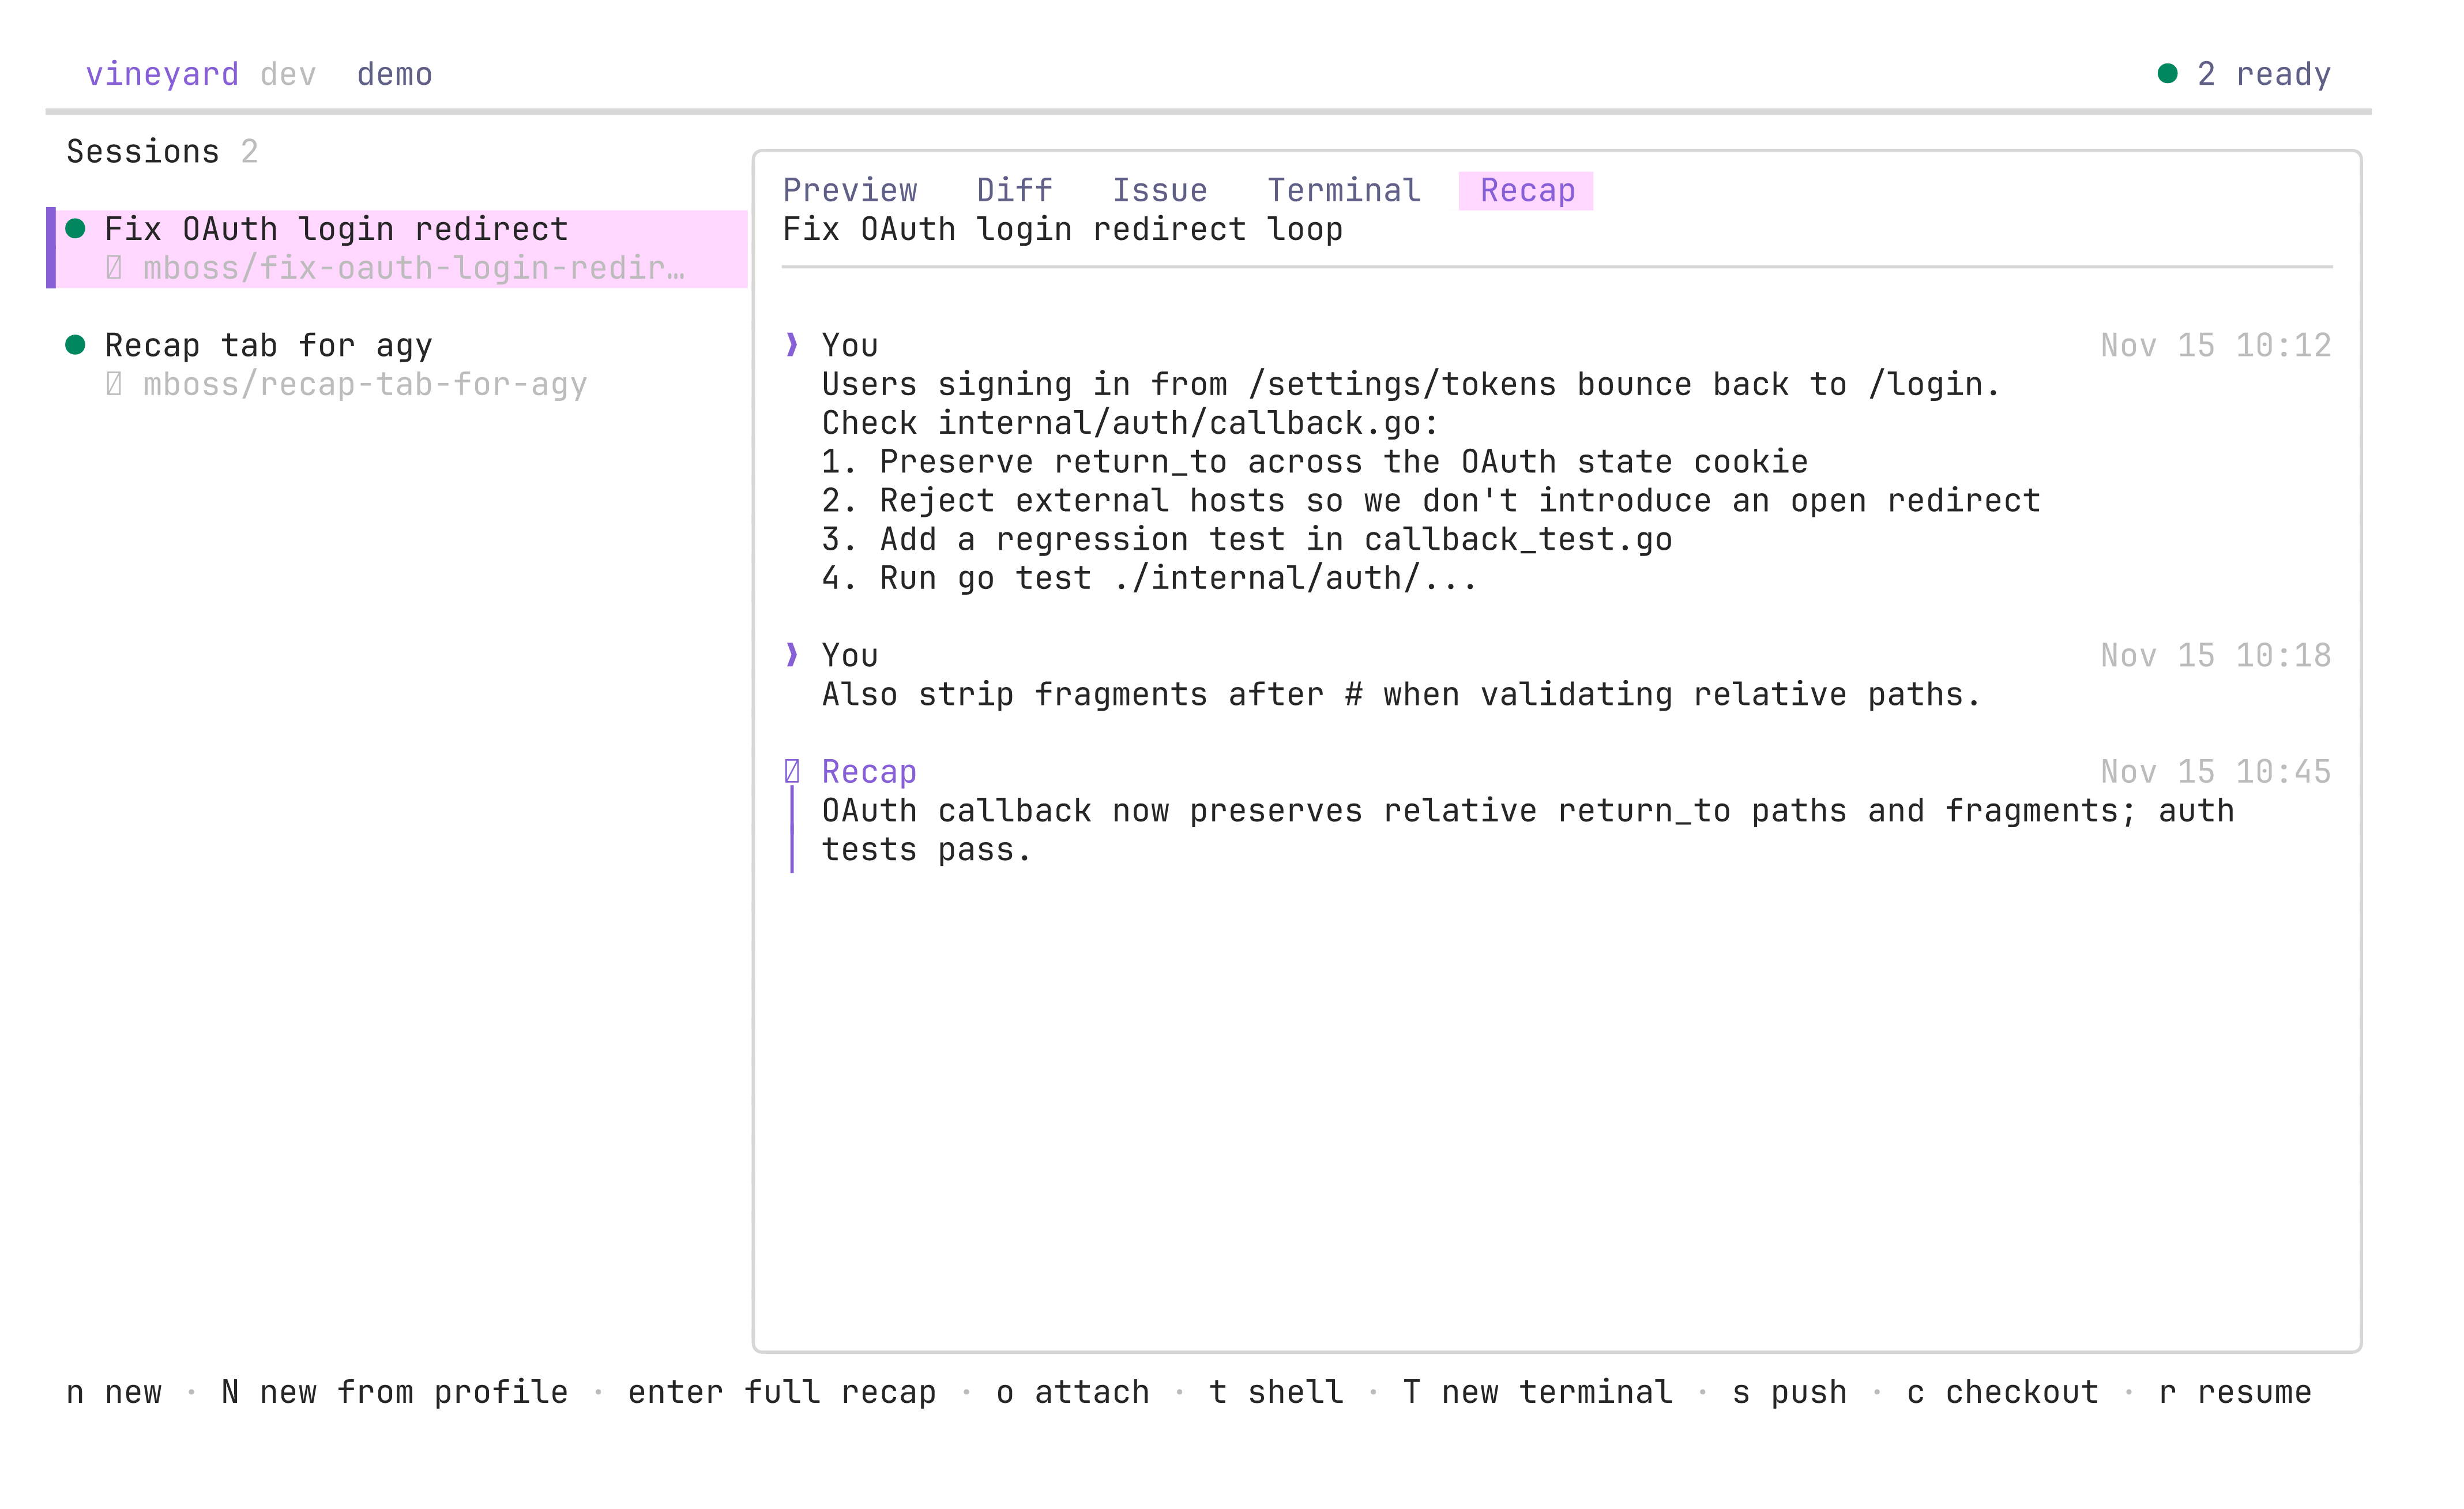 vineyard dev demo
● 2 ready
Sessions 2
● Fix OAuth login redirect
mboss/fix-oauth-login-redir…
● Recap tab for agy
mboss/recap-tab-for-agy
Preview Diff Issue Terminal Recap
Fix OAuth login redirect loop
❱ You Nov 15 10:12
Users signing in from /settings/tokens bounce back to /login.
Check internal/auth/callback.go:
1. Preserve return_to across the OAuth state cookie
2. Reject external hosts so we don't introduce an open redirect
3. Add a regression test in callback_test.go
4. Run go test ./internal/auth/...
❱ You Nov 15 10:18
Also strip fragments after # when validating relative paths.
Recap Nov 15 10:45
OAuth callback now preserves relative return_to paths and fragments; auth
tests pass.
n new · N new from profile · enter full recap · o attach · t shell · T new terminal · s push · c checkout · r resume